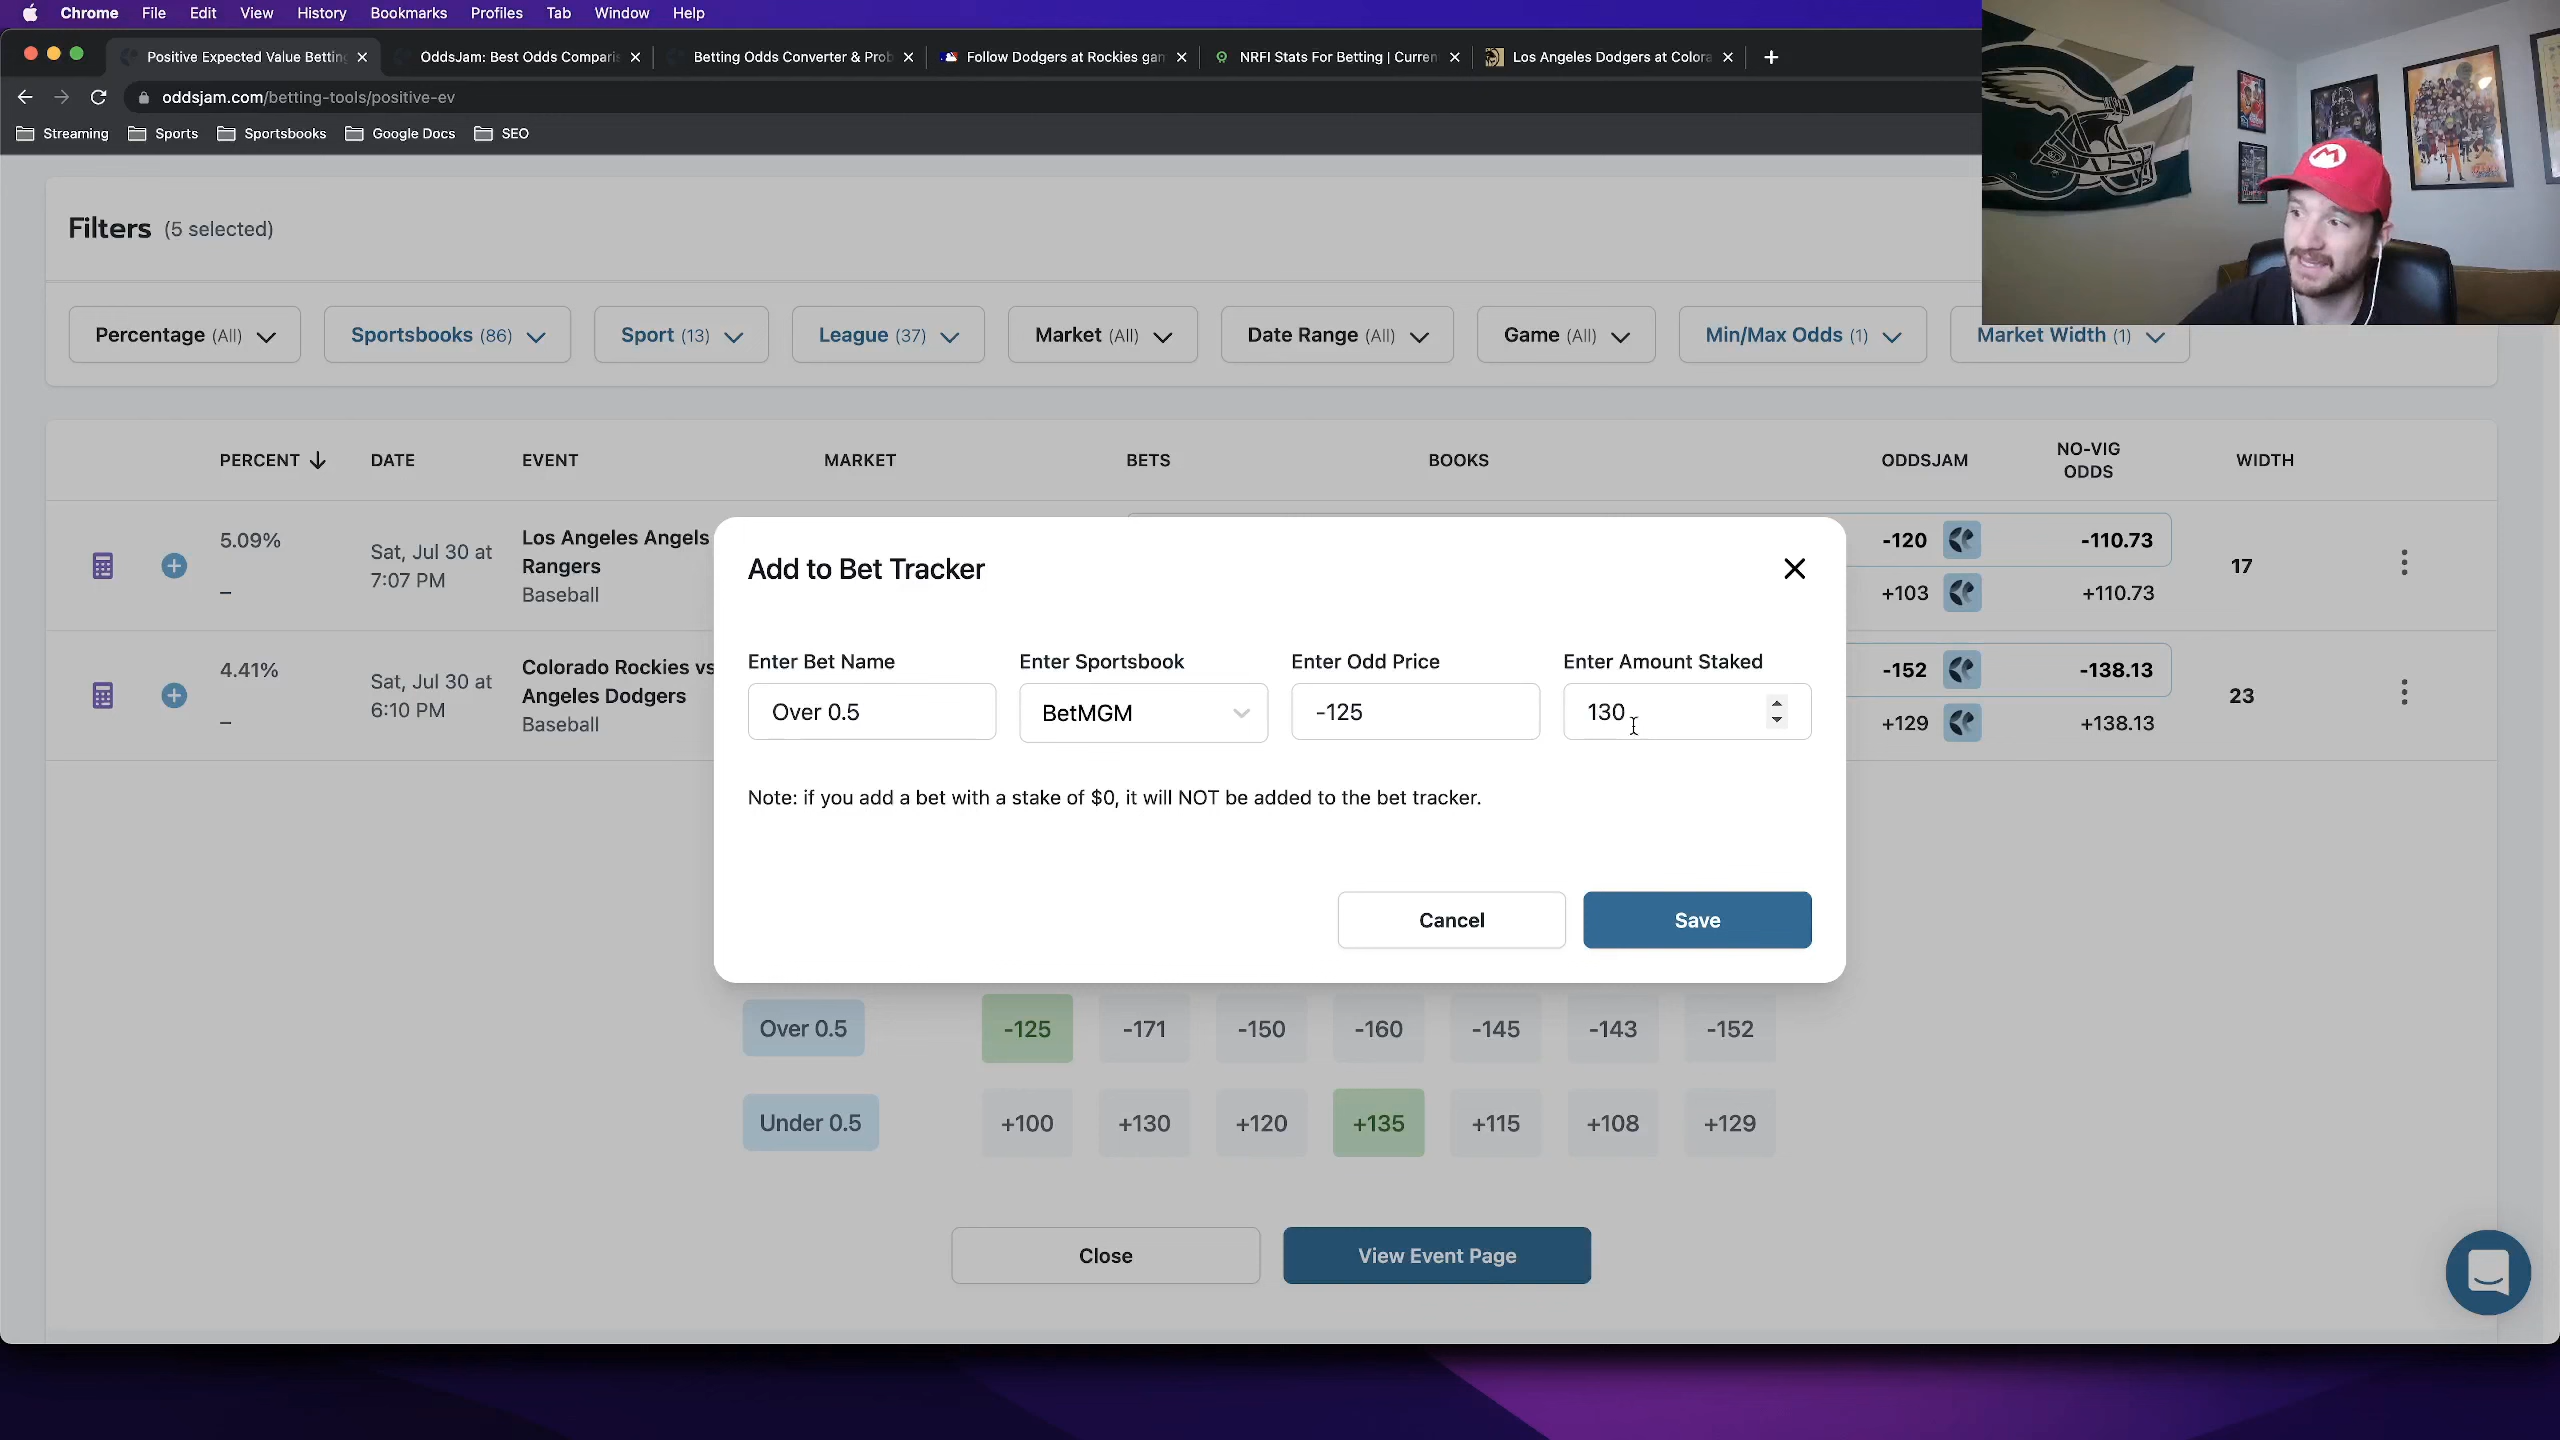 Chrome File Edit View History Bookmarks Profiles Tab Window Help
Positive Expected Value Betting OddsJam: Best Odds Comparis Betting Odds Converter & Prob Follow Dodgers at Rockies gam NRFI Stats For Betting | Curren Los Angeles Dodgers at Colora
oddsjam.com/betting-tools/positive-ev
Streaming Sports Sportsbooks Google Docs SEO
Filters (5 selected)
Percentage (All) Sportsbooks (86) Sport (13) League (37) Market (All) Date Range (All) Game (All) Min/Max Odds (1) Market Width (1)
PERCENT DATE EVENT MARKET BETS BOOKS ODDSJAM NO-VIG ODDS WIDTH
5.09% Sat, Jul 30 at 7:07 PM Los Angeles Angels Rangers Baseball -120 -110.73 17
– +103 +110.73
4.41% Sat, Jul 30 at 6:10 PM Colorado Rockies vs Angeles Dodgers Baseball -152 -138.13 23
– +129 +138.13
Add to Bet Tracker
Enter Bet Name Enter Sportsbook Enter Odd Price Enter Amount Staked
Over 0.5 BetMGM -125 130
Note: if you add a bet with a stake of $0, it will NOT be added to the bet tracker.
Cancel Save
Over 0.5 -125 -171 -150 -160 -145 -143 -152
Under 0.5 +100 +130 +120 +135 +115 +108 +129
Close View Event Page